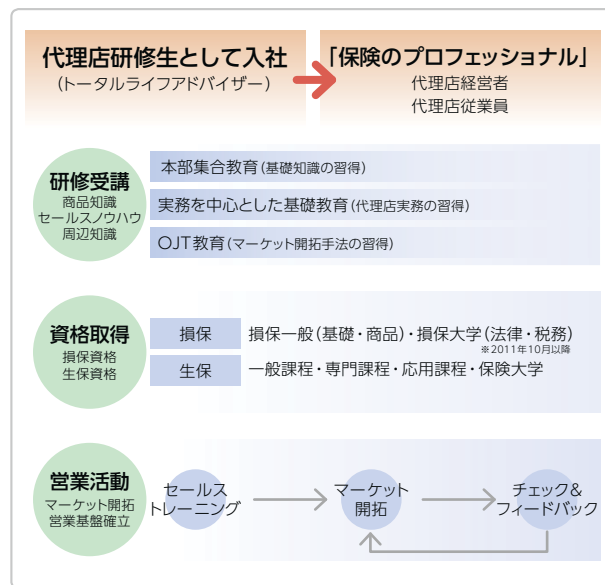 代理店研修生として入社
(トータルライフアドバイザー)
「保険のプロフェッショナル」
代理店経営者
代理店従業員
研修受講
商品知識
セールスノウハウ
周辺知識
本部集合教育(基礎知識の習得)
実務を中心とした基礎教育(代理店実務の習得)
OJT教育(マーケット開拓手法の習得)
資格取得
損保資格
生保資格
損保 損保一般(基礎・商品)・損保大学(法律・税務)
※2011年10月以降
生保 一般課程・専門課程・応用課程・保険大学
営業活動
マーケット開拓
営業基盤確立
セールス
トレーニング
マーケット
開拓
チェック&
フィードバック